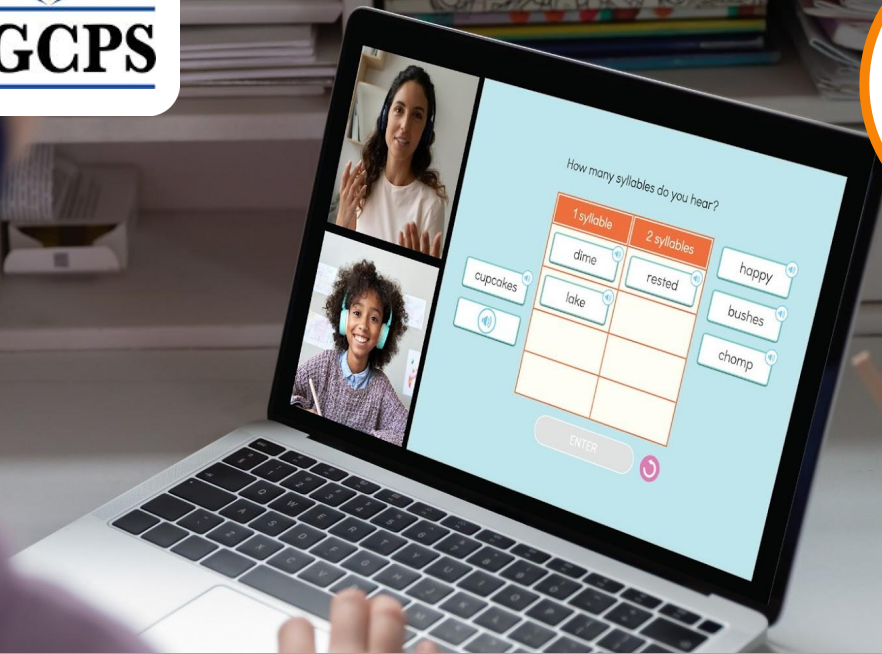 GCPS
How many syllables do you hear?
1 syllable 2 syllables
dime rested
lake
cupcakes
happy
bushes
chomp
ENTER